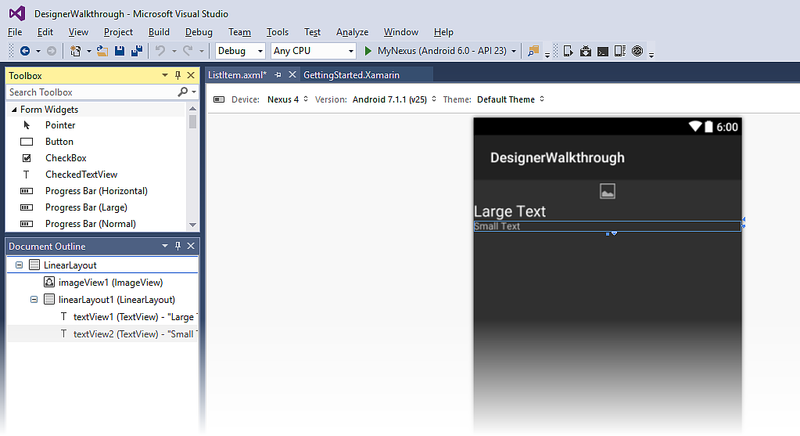 DesignerWalkthrough - Microsoft Visual Studio
File Edit View Project Build Debug Team Tools Test Analyze Window Help
Debug Any CPU MyNexus (Android 6.0 - API 23)
Toolbox
ListItem.axml* GettingStarted.Xamarin
Search Toolbox
Device: Nexus 4 Version: Android 7.1.1 (v25) Theme: Default Theme
Form Widgets
Pointer
Button
CheckBox
CheckedTextView
Progress Bar (Horizontal)
Progress Bar (Large)
Progress Bar (Normal)
6:00
DesignerWalkthrough
Large Text
Small Text
Document Outline
LinearLayout
imageView1 (ImageView)
linearLayout1 (LinearLayout)
textView1 (TextView) - "Large T
textView2 (TextView) - "Small T